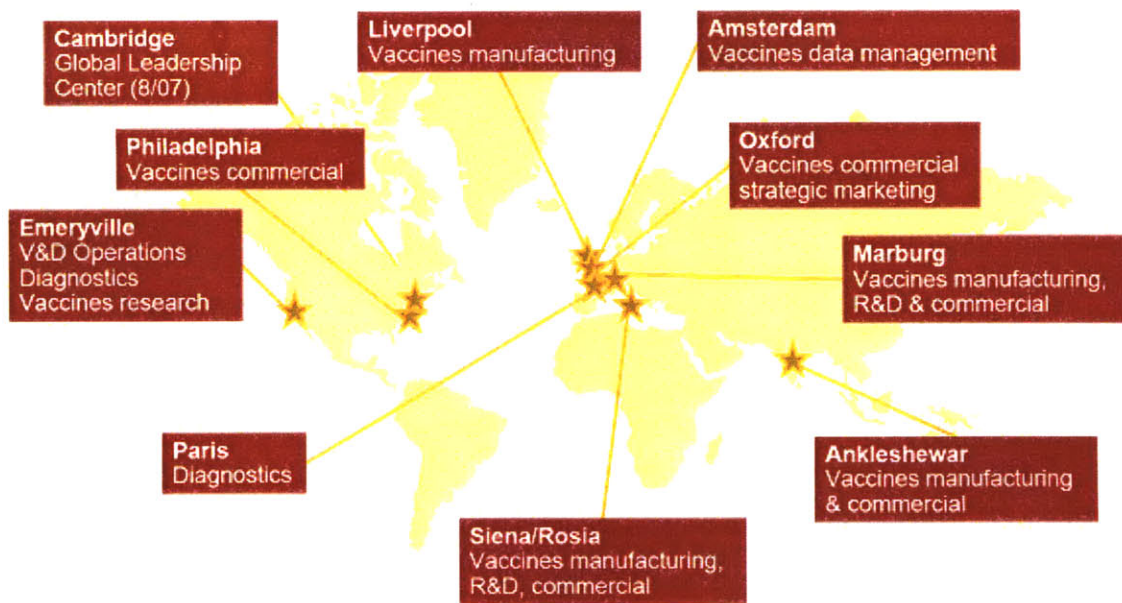 Cambridge
Global Leadership
Center (8/07)
Liverpool
Vaccines manufacturing
Amsterdam
Vaccines data management
Philadelphia
Vaccines commercial
Oxford
Vaccines commercial
strategic marketing
Emeryville
V&D Operations
Diagnostics
Vaccines research
Marburg
Vaccines manufacturing,
R&D & commercial
Paris
Diagnostics
Ankleshewar
Vaccines manufacturing
& commercial
Siena/Rosia
Vaccines manufacturing,
R&D, commercial